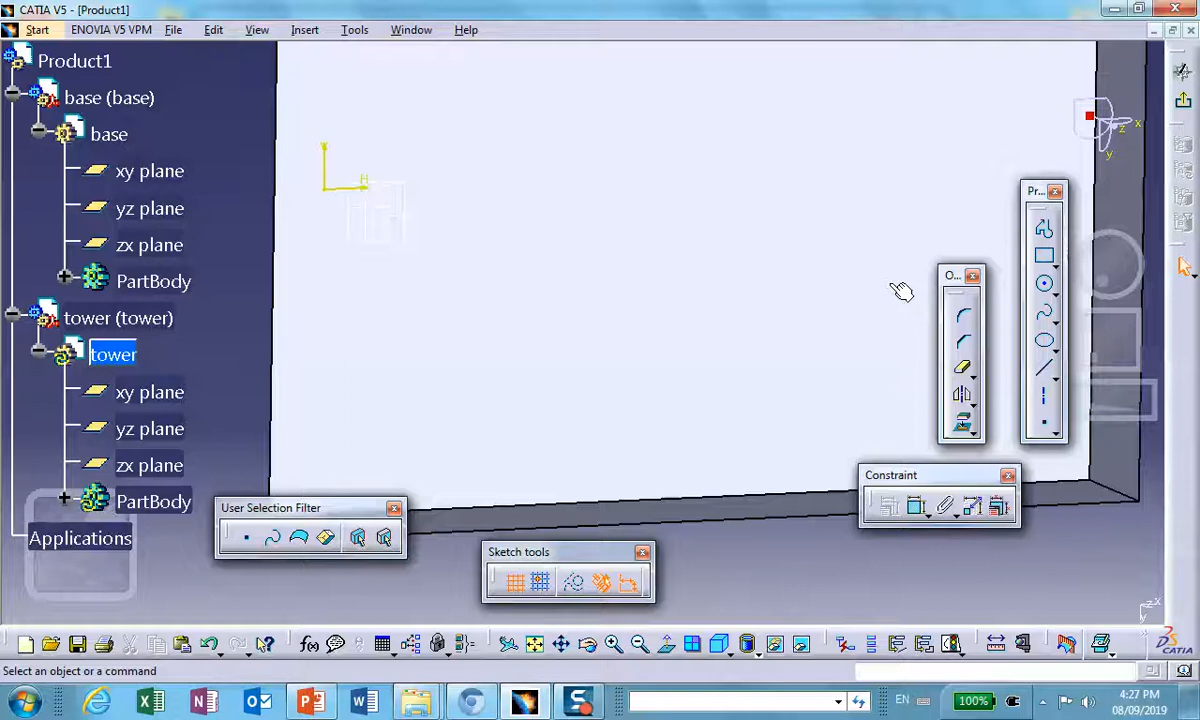 CATIA V5 - [Product1]
Start ENOVIA V5 VPM File Edit View Insert Tools Window Help
Product1
base (base)
base
xy plane
yz plane
zx plane
PartBody
tower (tower)
tower
xy plane
yz plane
zx plane
PartBody
Applications
H
x
z
y
Pr...
O...
Constraint
User Selection Filter
Sketch tools
f(x)
x
z
CATIA
Select an object or a command
EN
100%
4:27 PM
08/09/2019